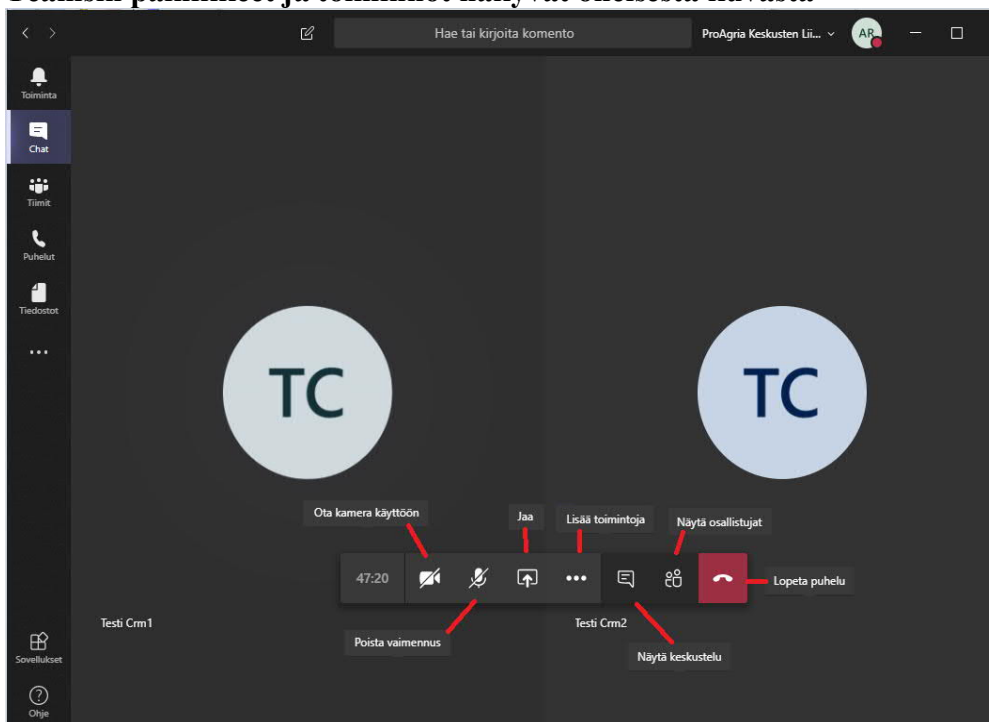 Teamsin painikkeet ja toiminnot näkyvät oheisesta kuvasta
Hae tai kirjoita komento
ProAgria Keskusten Lii...
AR
Toiminta
Chat
Tiimit
Puhelut
Tiedostot
TC
TC
Ota kamera käyttöön
Jaa
Lisää toimintoja
Näytä osallistujat
47:20
Lopeta puhelu
Testi Crm1
Testi Crm2
Poista vaimennus
Näytä keskustelu
Sovellukset
Ohje